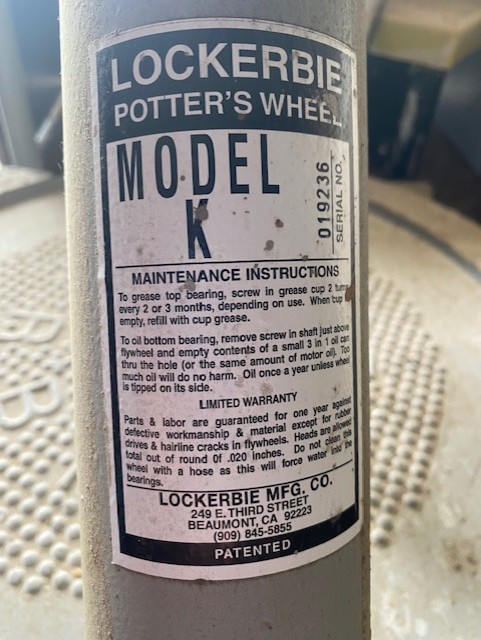 LOCKERBIE
POTTER'S WHEEL
MODEL
K
019236
SERIAL NO.
MAINTENANCE INSTRUCTIONS
To grease top bearing, screw in grease cup 2 turns
every 2 or 3 months, depending on use. When cup
empty, refill with cup grease.
To oil bottom bearing, remove screw in shaft just above
flywheel and empty contents of a small 3 in 1 oil can
thru the hole (or the same amount of motor oil). Too
much oil will do no harm. Oil once a year unless wheel
is tipped on its side.
LIMITED WARRANTY
Parts & labor are guaranteed for one year against
defective workmanship & material except for rubber
drives & hairline cracks in flywheels. Heads are allowed
total out of round 0f .020 inches. Do not clean this
wheel with a hose as this will force water into the
bearings.
LOCKERBIE MFG. CO.
249 E. THIRD STREET
BEAUMONT, CA 92223
(909) 845-5855
PATENTED